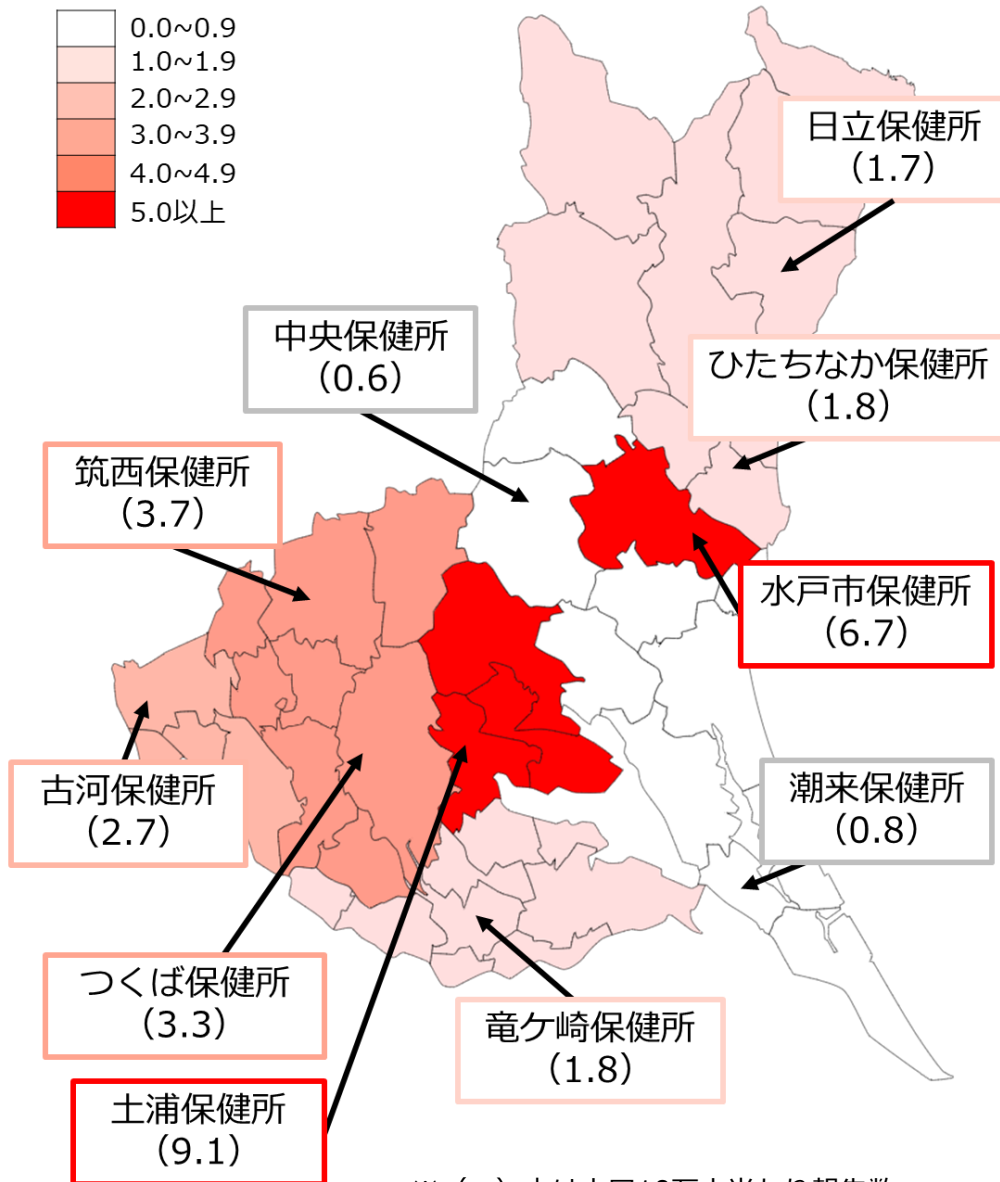 0.0~0.9
1.0~1.9
2.0~2.9
3.0~3.9
4.0~4.9
5.0以上
日立保健所
（1.7）
中央保健所
（0.6）
ひたちなか保健所
（1.8）
筑西保健所
（3.7）
水戸市保健所
（6.7）
古河保健所
（2.7）
潮来保健所
（0.8）
つくば保健所
（3.3）
竜ケ崎保健所
（1.8）
土浦保健所
（9.1）